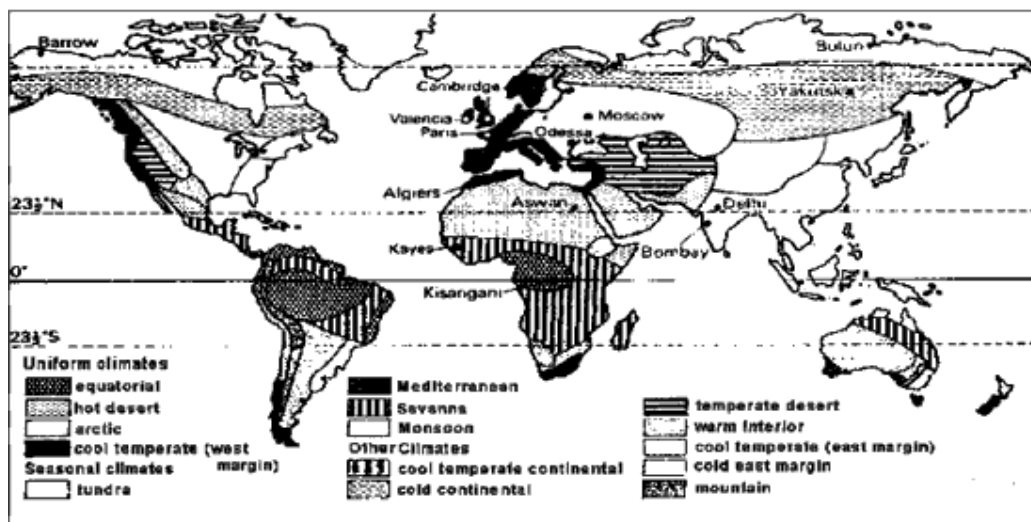 Barrow
Bulun
Cambridge
Yakutsk
Valencia
Moscow
Paris
Odessa
Algiers
23½°N
Aswan
Delhi
Kayes
Bombay
0°
Kisangani
23½°S
Uniform climates
equatorial
hot desert
arctic
cool temperate (west margin)
Seasonal climates
tundra
Mediterranean
Savanna
Monsoon
Other Climates
cool temperate continental
cold continental
temperate desert
warm interior
cool temperate (east margin)
cold east margin
mountain